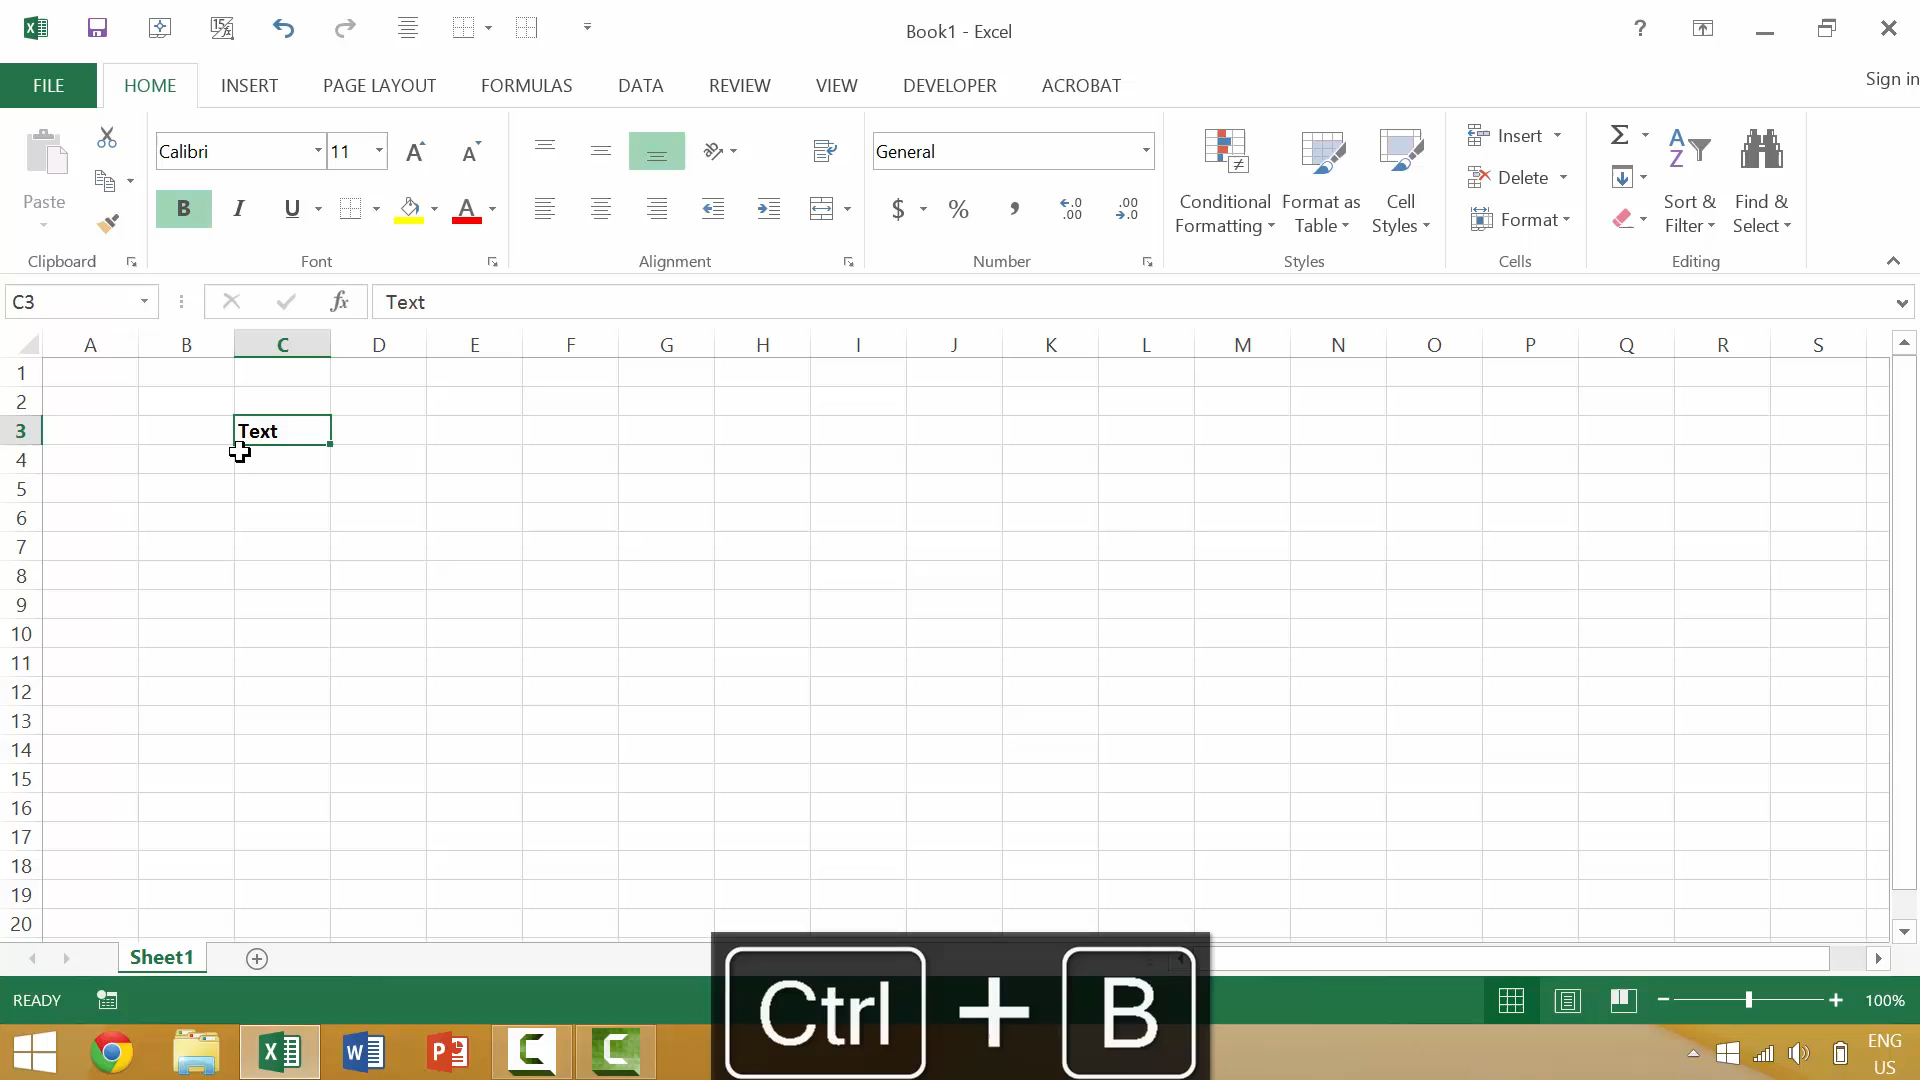 Book1 - Excel
FILE HOME INSERT PAGE LAYOUT FORMULAS DATA REVIEW VIEW DEVELOPER ACROBAT Sign in
Paste
Calibri 11
B I U A
General
$ % ,
Conditional Formatting
Format as Table
Cell Styles
Insert
Delete
Format
Sort & Filter
Find & Select
Clipboard Font Alignment Number Styles Cells Editing
C3 fx Text
A B C D E F G H I J K L M N O P Q R S
1
2
3 Text
4
5
6
7
8
9
10
11
12
13
14
15
16
17
18
19
20
Sheet1
READY 100%
Ctrl + B
ENG
US